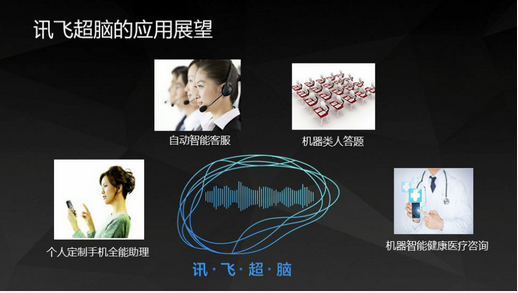 讯飞超脑的应用展望
自动智能客服
机器类人答题
个人定制手机全能助理
机器智能健康医疗咨询
讯·飞·超·脑